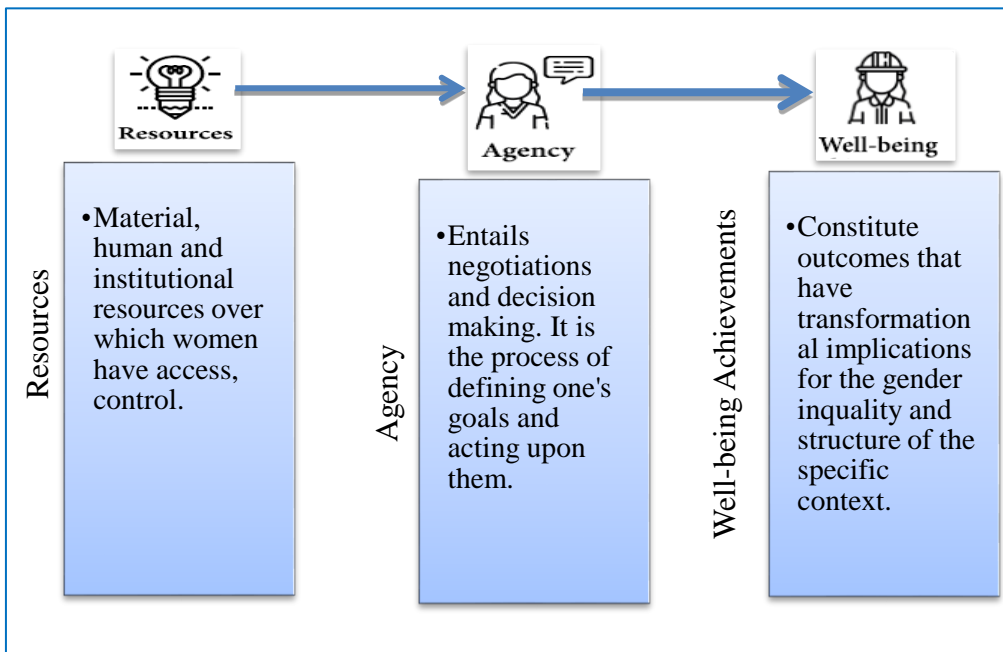 Resources
Agency
Well-being
Resources
•Material,
human and
institutional
resources over
which women
have access,
control.
Agency
•Entails
negotiations
and decision
making. It is
the process of
defining one's
goals and
acting upon
them.
Well-being Achievements
•Constitute
outcomes that
have
transformation
al implications
for the gender
inquality and
structure of the
specific
context.